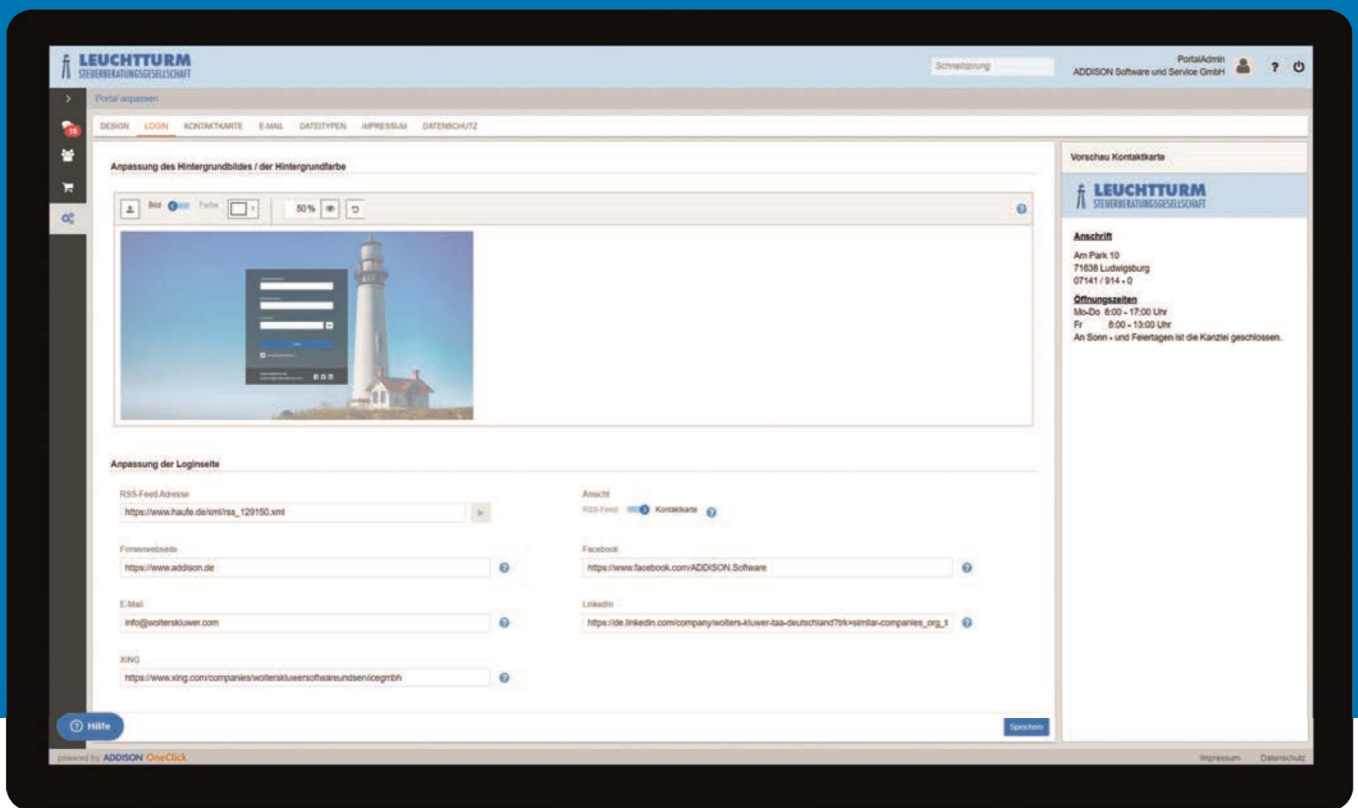 LEUCHTTURM
STEUERBERATUNGSGESELLSCHAFT
Schnellsprung
PortalAdmin
ADDISON Software und Service GmbH
?
Portal anpassen
DESIGN LOGIN KONTAKTKARTE E-MAIL DATEITYPEN IMPRESSUM DATENSCHUTZ
Anpassung des Hintergrundbildes / der Hintergrundfarbe
Bild Farbe 50%
Anpassung der Loginseite
RSS-Feed Adresse
https://www.haufe.de/xml/rss_129150.xml
Ansicht
RSS-Feed Kontaktkarte
Firmenwebseite
https://www.addison.de
Facebook
https://www.facebook.com/ADDISON.Software
E-Mail
info@wolterskluwer.com
LinkedIn
https://de.linkedin.com/company/wolters-kluwer-taa-deutschland?trk=similar-companies_org_t
XING
https://www.xing.com/companies/wolterskluwersoftwareundservicegmbh
Speichern
Vorschau Kontaktkarte
LEUCHTTURM
STEUERBERATUNGSGESELLSCHAFT
Anschrift
Am Park 10
71638 Ludwigsburg
07141 / 914 - 0
Öffnungszeiten
Mo-Do 8:00 - 17:00 Uhr
Fr 8:00 - 13:00 Uhr
An Sonn - und Feiertagen ist die Kanzlei geschlossen.
Hilfe
powered by ADDISON OneClick
Impressum Datenschutz